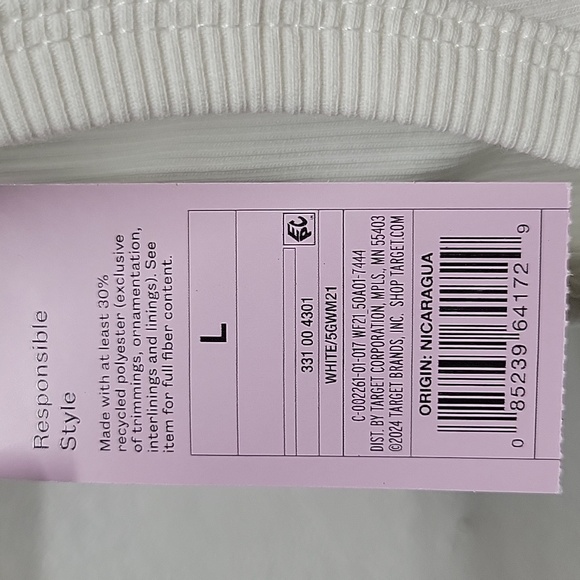 Responsible
Style
Made with at least 30%
recycled polyester (exclusive
of trimmings, ornamentation,
interlinings and linings). See
item for full fiber content.
L
EC
PC
331 00 4301
WHITE/5GWM21
C-002261-01-017 WF21 50A01-7444
DIST. BY TARGET CORPORATION, MPLS., MN 55403
©2024 TARGET BRANDS, INC. SHOP TARGET.COM
ORIGIN: NICARAGUA
0 85239 64172 9